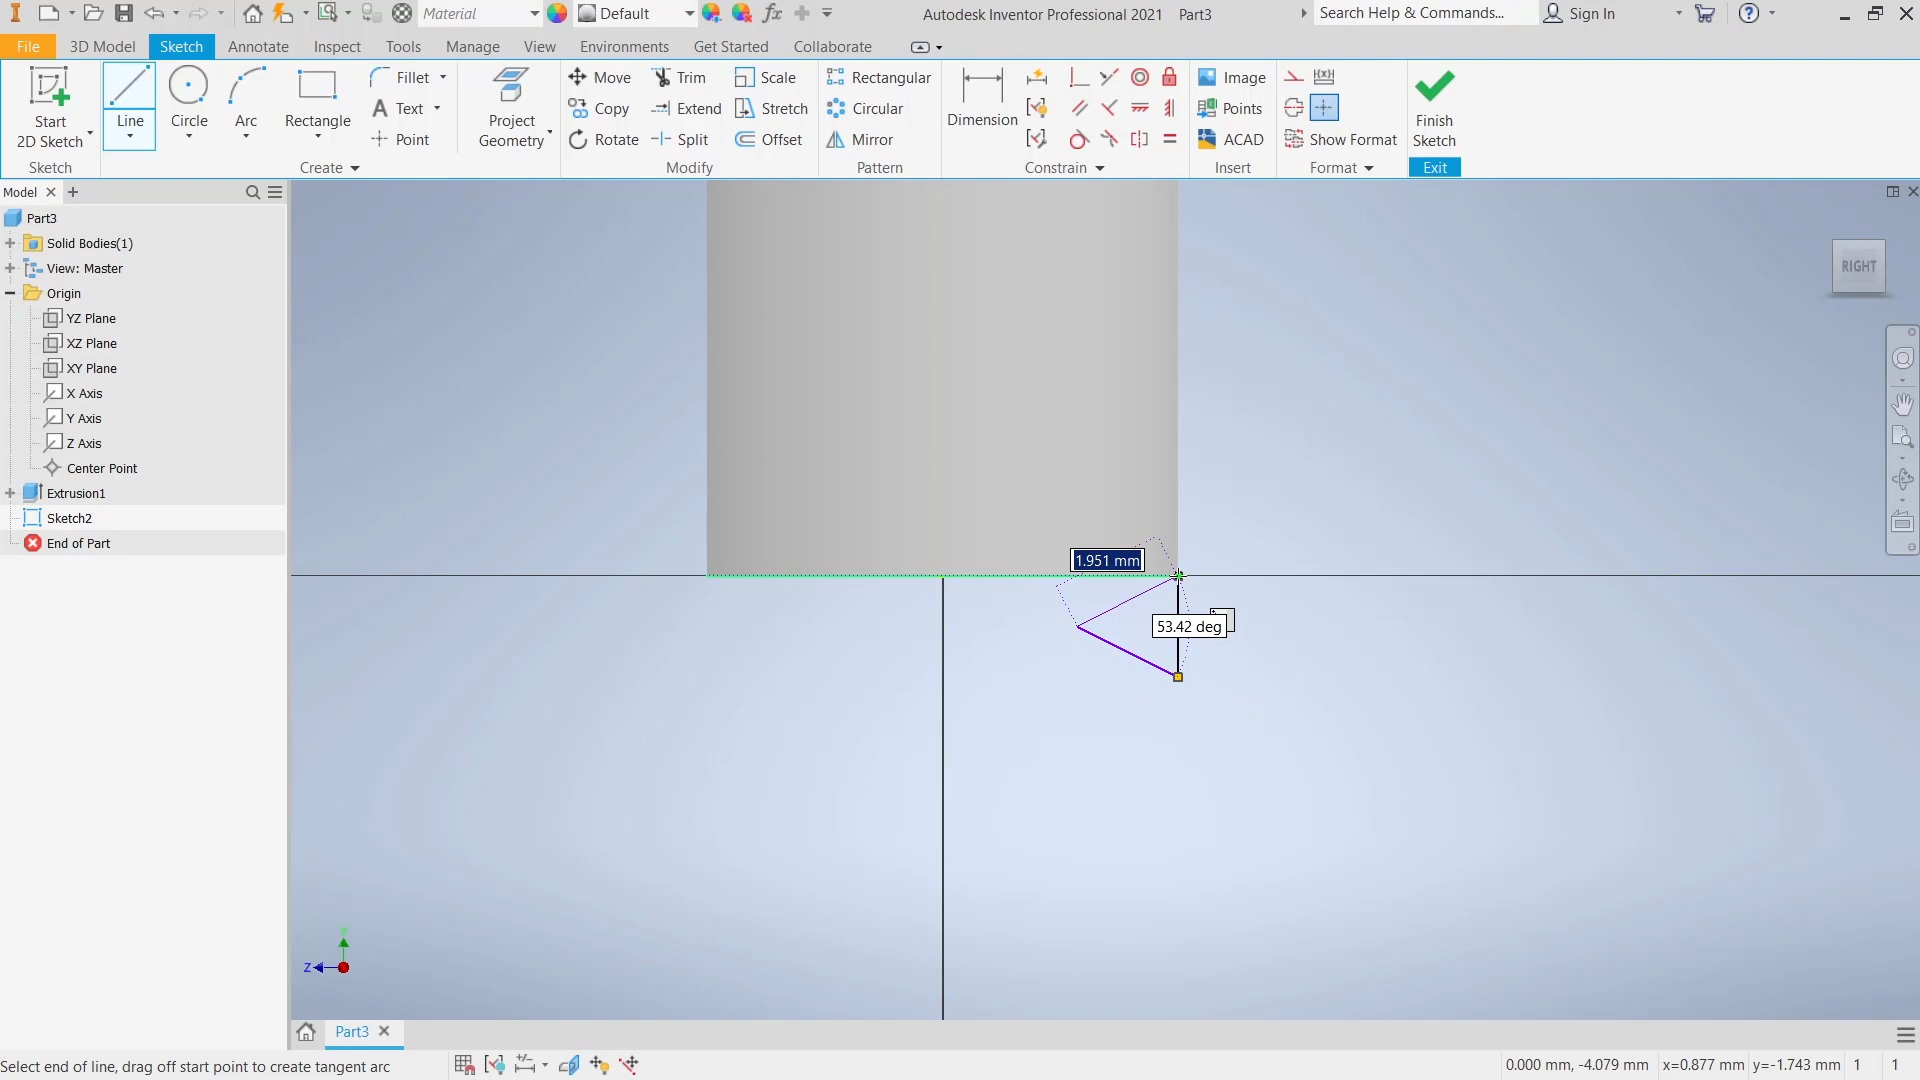 Material
Default
Autodesk Inventor Professional 2021 Part3
Search Help & Commands...
Sign In
File
3D Model
Sketch
Annotate
Inspect
Tools
Manage
View
Environments
Get Started
Collaborate
Start
2D Sketch
Line
Circle
Arc
Rectangle
Fillet
Text
Point
Project
Geometry
Move
Copy
Rotate
Trim
Extend
Split
Scale
Stretch
Offset
Rectangular
Circular
Mirror
Dimension
Image
Points
ACAD
Show Format
Finish
Sketch
Sketch
Create
Modify
Pattern
Constrain
Insert
Format
Exit
Model
Part3
Solid Bodies(1)
View: Master
Origin
YZ Plane
XZ Plane
XY Plane
X Axis
Y Axis
Z Axis
Center Point
Extrusion1
Sketch2
End of Part
RIGHT
1.951 mm
53.42 deg
Z
Part3
Select end of line, drag off start point to create tangent arc
0.000 mm, -4.079 mm
x=0.877 mm
y=-1.743 mm
1
1